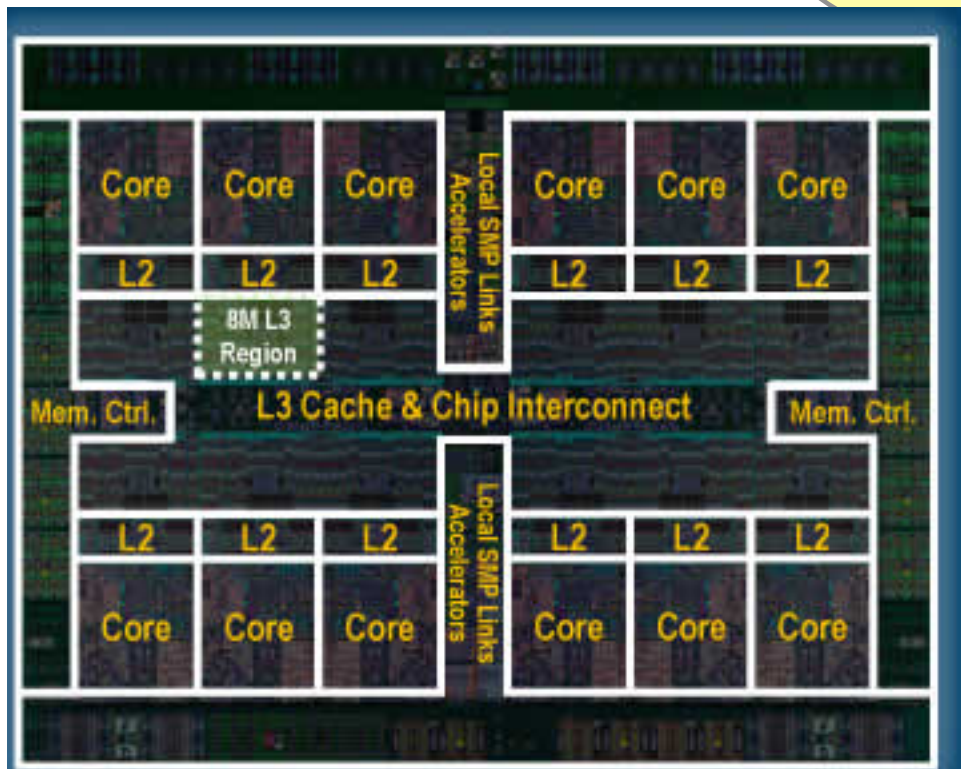 Core Core Core Core Core Core
Local SMP Links
Accelerators
L2 L2 L2 L2 L2 L2
8M L3
Region
Mem. Ctrl. L3 Cache & Chip Interconnect Mem. Ctrl.
L2 L2 L2 L2 L2 L2
Local SMP Links
Accelerators
Core Core Core Core Core Core